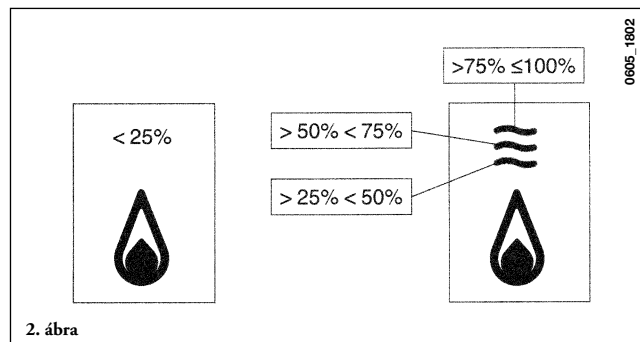 0605_1802
>75% ≤100%
< 25%
> 50% < 75%
> 25% < 50%
2. ábra